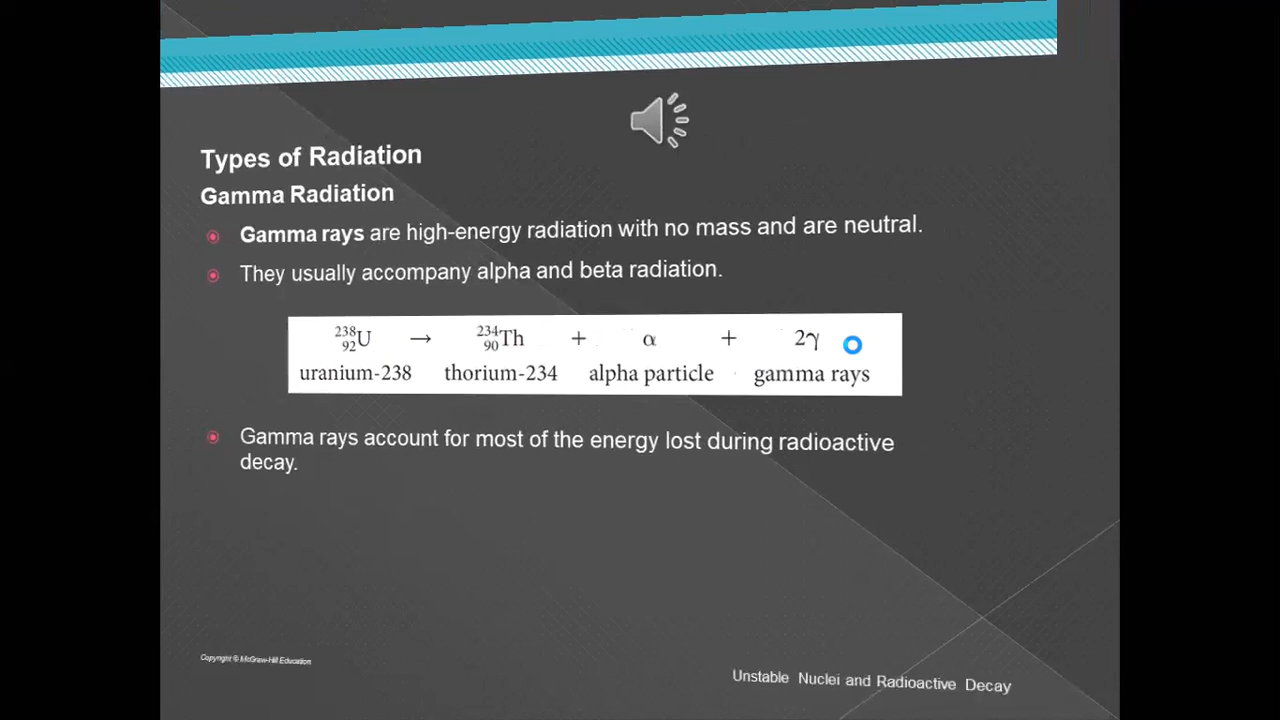 Types of Radiation
Gamma Radiation
Gamma rays are high-energy radiation with no mass and are neutral.
They usually accompany alpha and beta radiation.
²³⁸₉₂U → ²³⁴₉₀Th + α + 2γ
uranium-238 thorium-234 alpha particle gamma rays
Gamma rays account for most of the energy lost during radioactive
decay.
Copyright © McGraw-Hill Education
Unstable Nuclei and Radioactive Decay